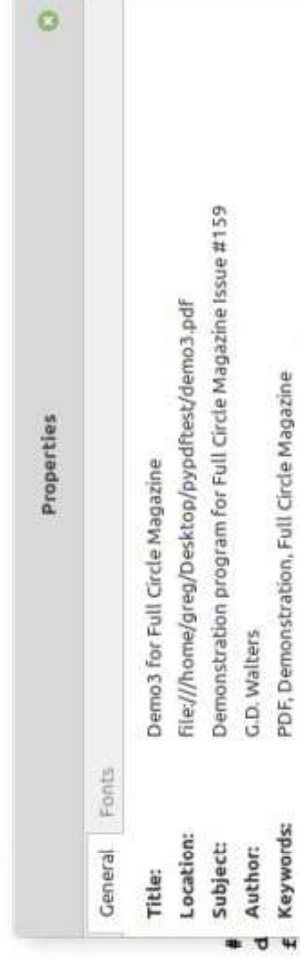 Properties
General Fonts
Title: Demo3 for Full Circle Magazine
Location: file:///home/greg/Desktop/pypdftest/demo3.pdf
Subject: Demonstration program for Full Circle Magazine Issue #159
#
Author: G.D. Walters
d
Keywords: PDF, Demonstration, Full Circle Magazine
f